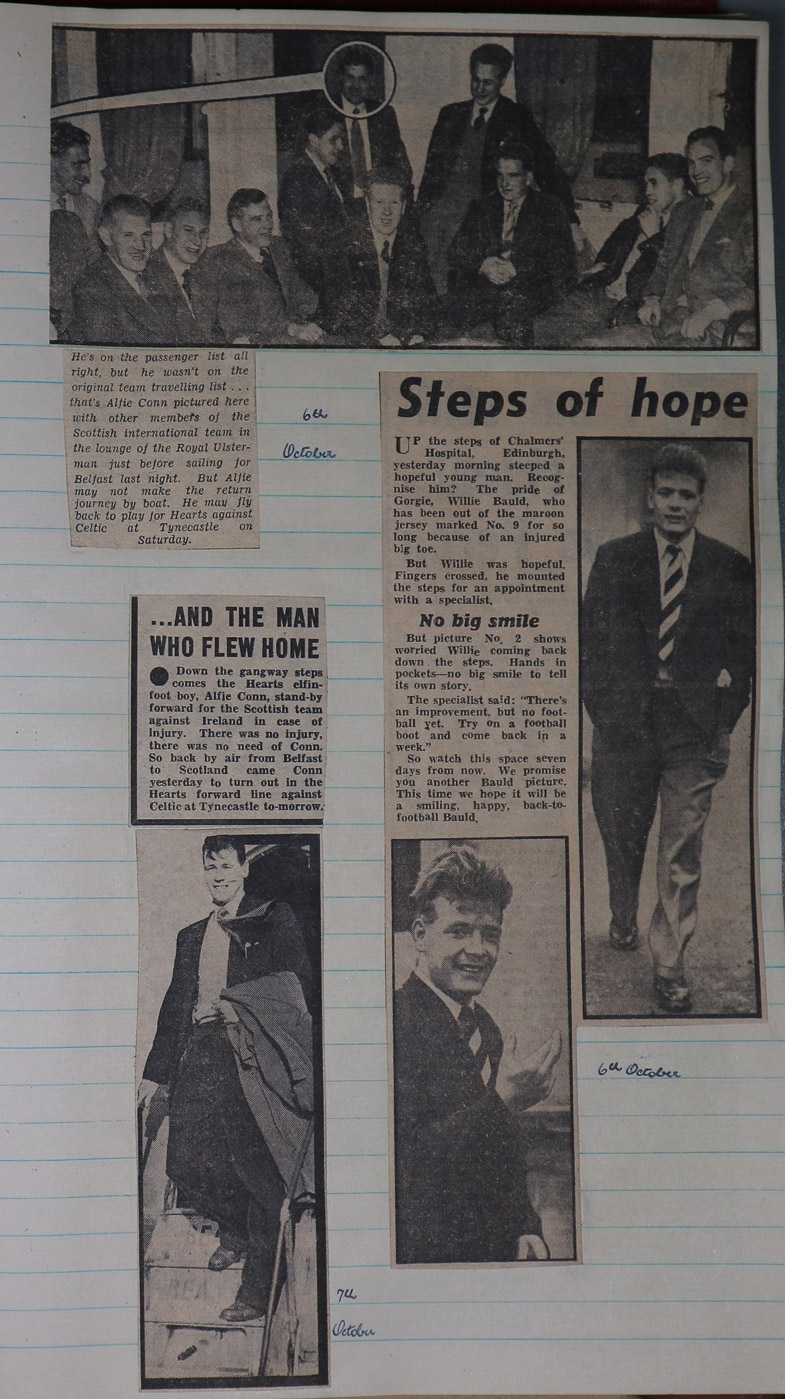 He's on the passenger list all
right, but he wasn't on the
original team travelling list . . .
that's Alfie Conn pictured here
with other members of the
Scottish international team in
the lounge of the Royal Ulster-
man just before sailing for
Belfast last night. But Alfie
may not make the return
journey by boat. He may fly
back to play for Hearts against
Celtic at Tynecastle on
Saturday.
6th
October
...AND THE MAN
WHO FLEW HOME
Down the gangway steps
comes the Hearts elfin-
foot boy, Alfie Conn, stand-by
forward for the Scottish team
against Ireland in case of
injury. There was no injury,
there was no need of Conn.
So back by air from Belfast
to Scotland came Conn
yesterday to turn out in the
Hearts forward line against
Celtic at Tynecastle to-morrow.
7th
October
Steps of hope
UP the steps of Chalmers'
Hospital, Edinburgh,
yesterday morning steeped a
hopeful young man. Recog-
nise him? The pride of
Gorgie, Willie Bauld, who
has been out of the maroon
jersey marked No. 9 for so
long because of an injured
big toe.
But Willie was hopeful.
Fingers crossed, he mounted
the steps for an appointment
with a specialist.
No big smile
But picture No. 2 shows
worried Willie coming back
down the steps. Hands in
pockets—no big smile to tell
its own story.
The specialist said: "There's
an improvement, but no foot-
ball yet. Try on a football
boot and come back in a
week."
So watch this space seven
days from now. We promise
you another Bauld picture.
This time we hope it will be
a smiling, happy, back-to-
football Bauld.
6th October